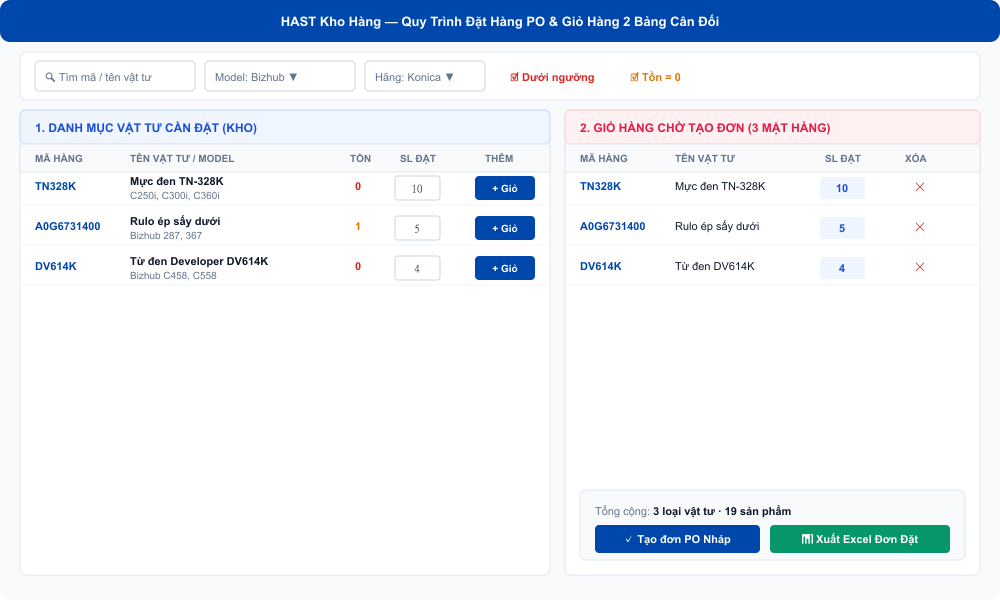 HAST Kho Hàng — Quy Trình Đặt Hàng PO & Giỏ Hàng 2 Bảng Cân Đối
🔍 Tìm mã / tên vật tư
Model: Bizhub ▼
Hãng: Konica ▼
☑ Dưới ngưỡng
☑ Tồn = 0
1. DANH MỤC VẬT TƯ CẦN ĐẶT (KHO)
MÃ HÀNG TÊN VẬT TƯ / MODEL TỒN SL ĐẶT THÊM
TN328K Mực đen TN-328K 0 10 + Giỏ
C250i, C300i, C360i
A0G6731400 Rulo ép sấy dưới 1 5 + Giỏ
Bizhub 287, 367
DV614K Từ đen Developer DV614K 0 4 + Giỏ
Bizhub C458, C558
2. GIỎ HÀNG CHỜ TẠO ĐƠN (3 MẶT HÀNG)
MÃ HÀNG TÊN VẬT TƯ SL ĐẶT XÓA
TN328K Mực đen TN-328K 10 ✕
A0G6731400 Rulo ép sấy dưới 5 ✕
DV614K Từ đen DV614K 4 ✕
Tổng cộng: 3 loại vật tư · 19 sản phẩm
✓ Tạo đơn PO Nháp
📊 Xuất Excel Đơn Đặt